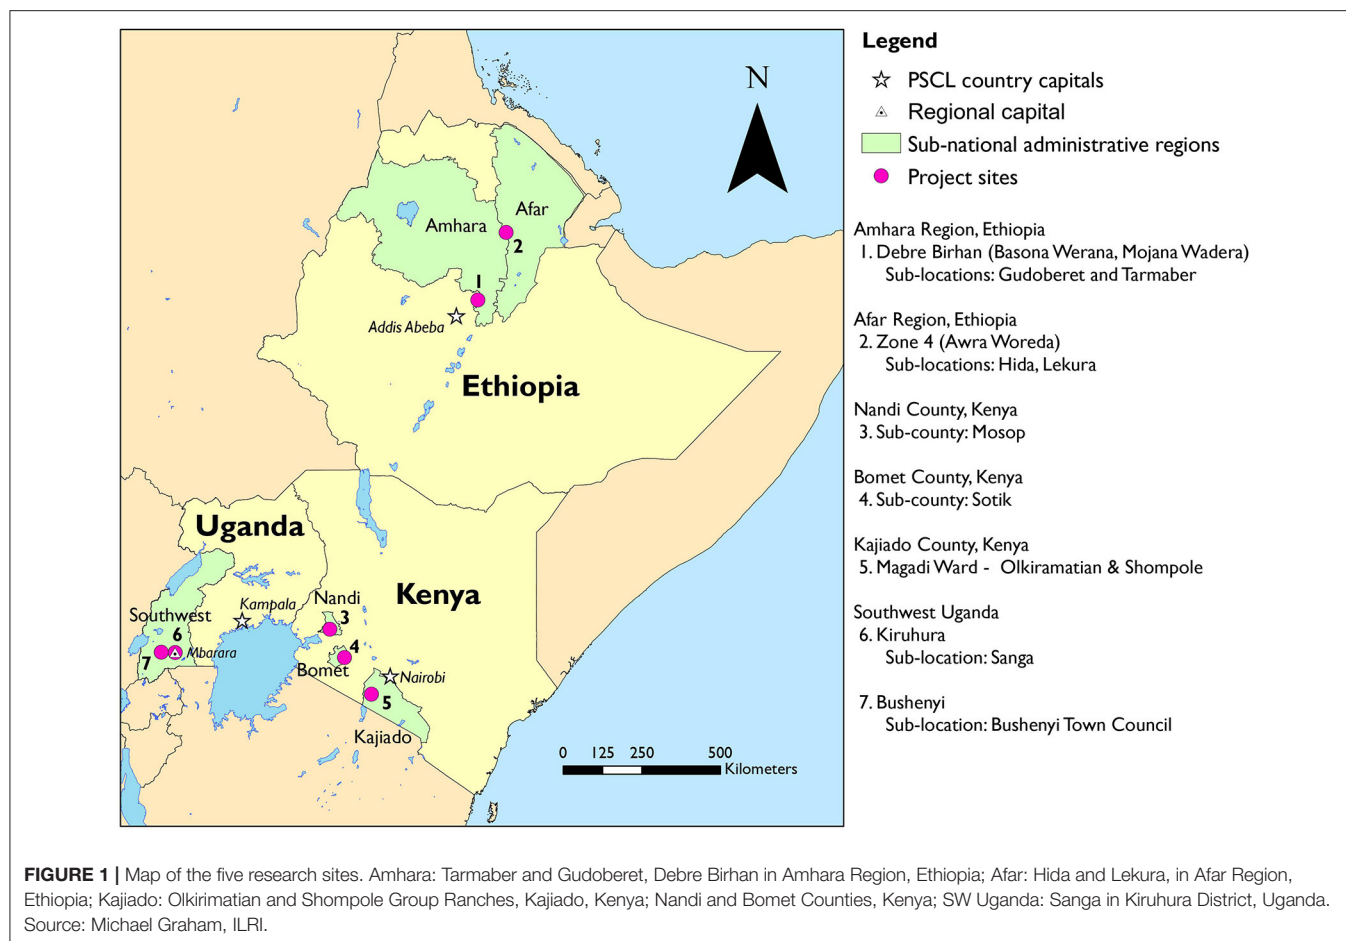 N
Amhara
Afar
2
1
Addis Abeba
Ethiopia
Uganda
Kenya
Nandi
3
Kampala
Southwest
6
7
Mbarara
4
Bomet
Nairobi
5
Kajiado
0 125 250 500
Kilometers
Legend
PSCL country capitals
Regional capital
Sub-national administrative regions
Project sites
Amhara Region, Ethiopia
1. Debre Birhan (Basona Werana, Mojana Wadera)
Sub-locations: Gudoberet and Tarmaber
Afar Region, Ethiopia
2. Zone 4 (Awra Woreda)
Sub-locations: Hida, Lekura
Nandi County, Kenya
3. Sub-county: Mosop
Bomet County, Kenya
4. Sub-county: Sotik
Kajiado County, Kenya
5. Magadi Ward - Olkiramatian & Shompole
Southwest Uganda
6. Kiruhura
Sub-location: Sanga
7. Bushenyi
Sub-location: Bushenyi Town Council
FIGURE 1 | Map of the five research sites. Amhara: Tarmaber and Gudoberet, Debre Birhan in Amhara Region, Ethiopia; Afar: Hida and Lekura, in Afar Region,
Ethiopia; Kajiado: Olkirimatian and Shompole Group Ranches, Kajiado, Kenya; Nandi and Bomet Counties, Kenya; SW Uganda: Sanga in Kiruhura District, Uganda.
Source: Michael Graham, ILRI.